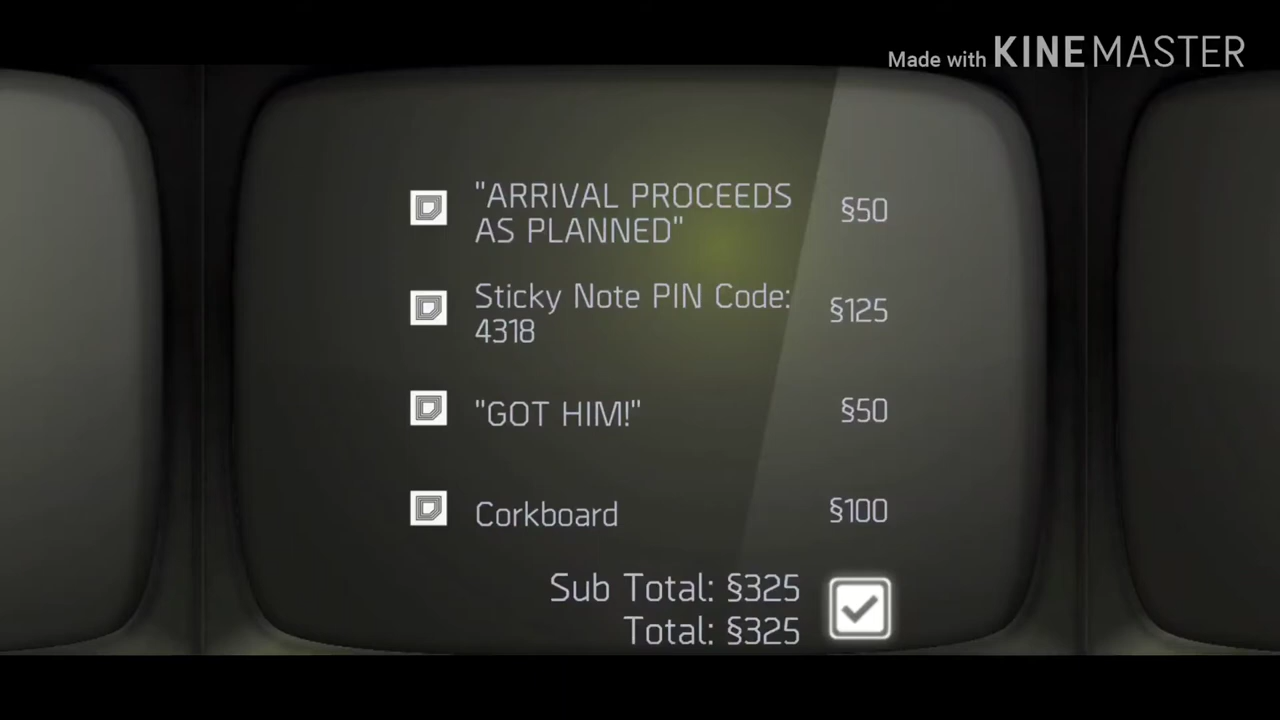 Made with KINEMASTER
"ARRIVAL PROCEEDS
AS PLANNED" §50
Sticky Note PIN Code:
4318 §125
"GOT HIM!" §50
Corkboard §100
Sub Total: §325
Total: §325